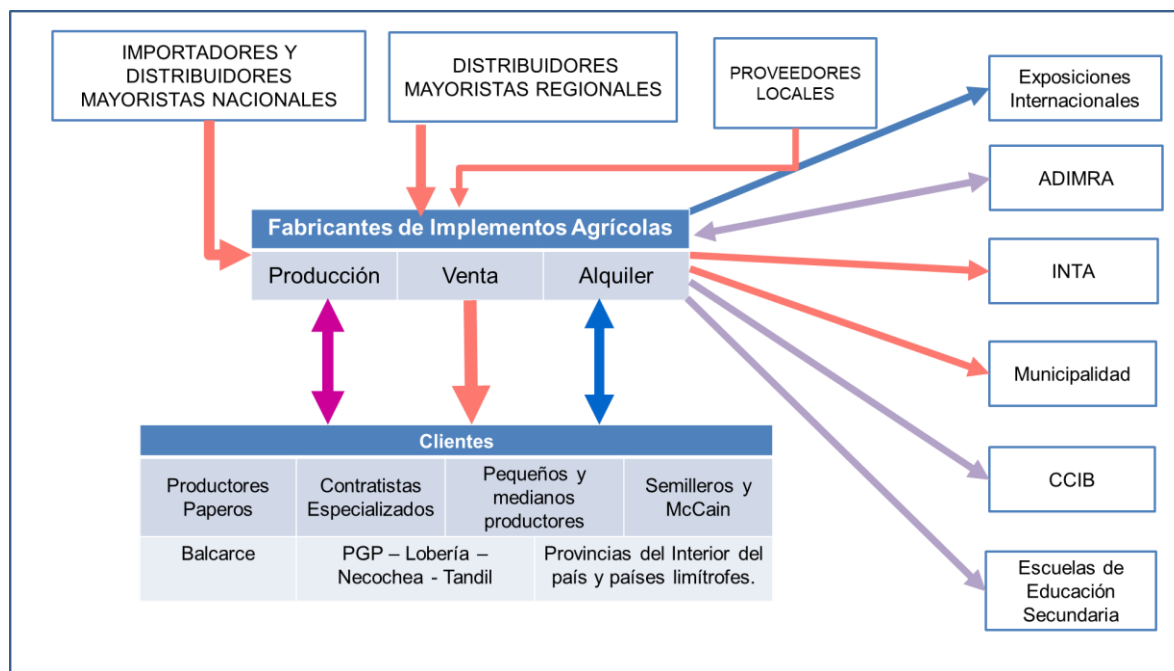 IMPORTADORES Y
DISTRIBUIDORES
MAYORISTAS NACIONALES
DISTRIBUIDORES
MAYORISTAS REGIONALES
PROVEEDORES
LOCALES
Exposiciones
Internacionales
ADIMRA
INTA
Municipalidad
CCIB
Escuelas de
Educación
Secundaria
Fabricantes de Implementos Agrícolas
Producción
Venta
Alquiler
Clientes
Productores
Paperos
Contratistas
Especializados
Pequeños y
medianos
productores
Semilleros y
McCain
Balcarce
PGP – Lobería –
Necochea - Tandil
Provincias del Interior del
país y países limítrofes.